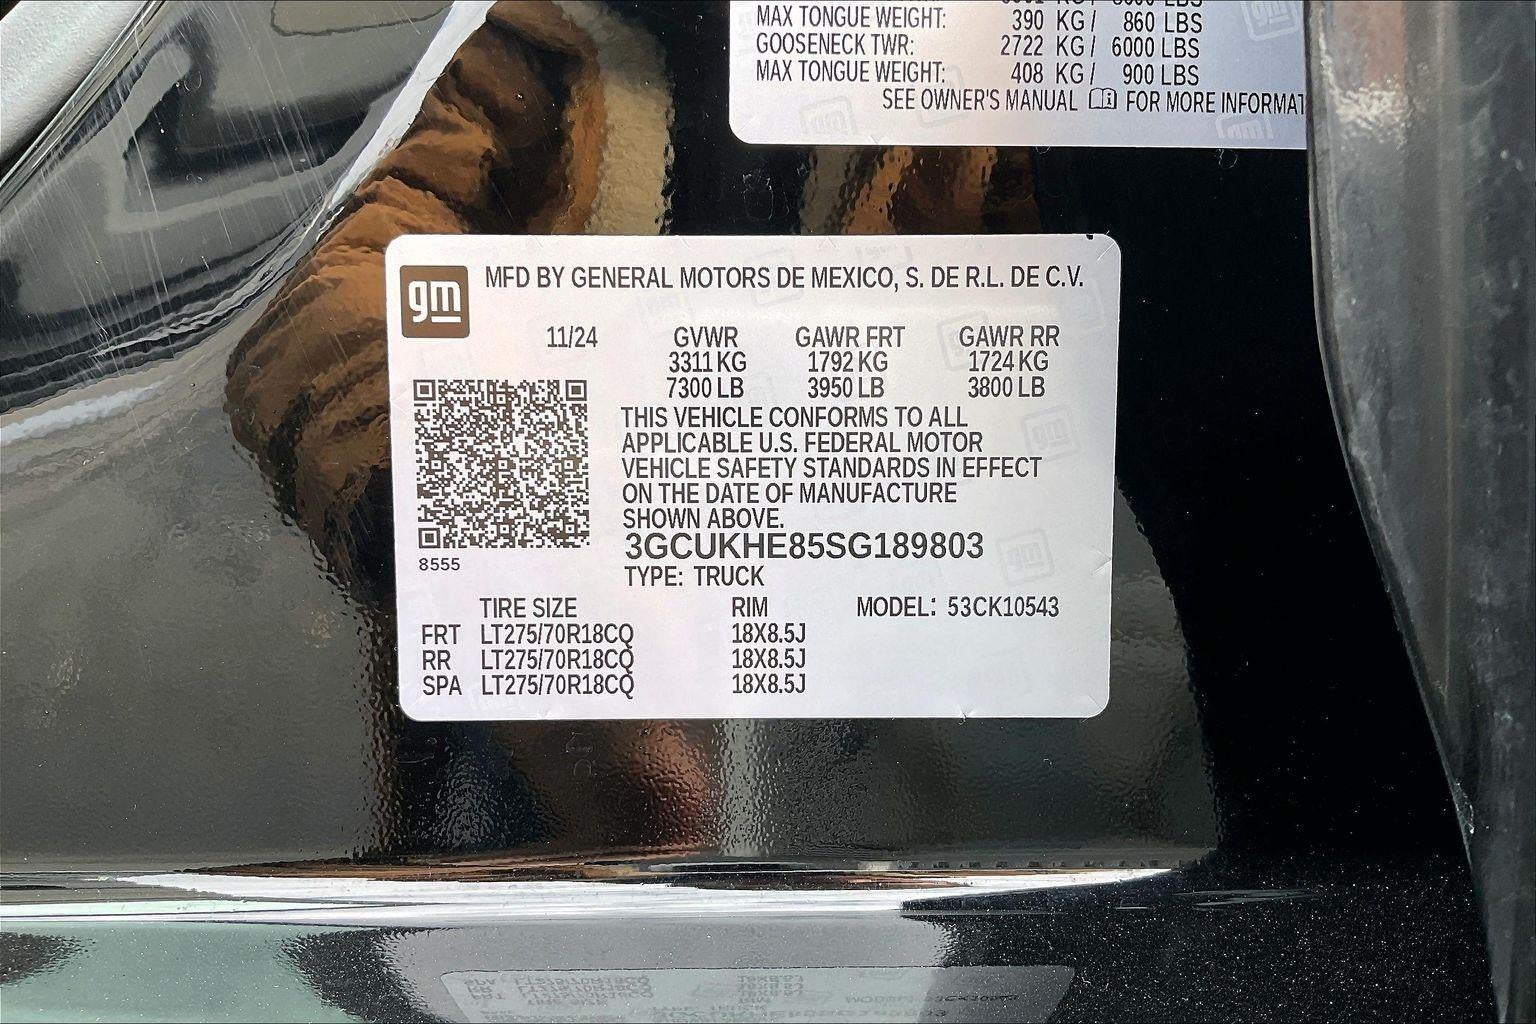 MAX TONGUE WEIGHT: 390 KG/ 860 LBS
GOOSENECK TWR: 2722 KG/ 6000 LBS
MAX TONGUE WEIGHT: 408 KG/ 900 LBS
SEE OWNER'S MANUAL FOR MORE INFORMAT
gm
MFD BY GENERAL MOTORS DE MEXICO, S. DE R.L. DE C.V.
11/24 GVWR GAWR FRT GAWR RR
3311 KG 1792 KG 1724 KG
7300 LB 3950 LB 3800 LB
THIS VEHICLE CONFORMS TO ALL
APPLICABLE U.S. FEDERAL MOTOR
VEHICLE SAFETY STANDARDS IN EFFECT
ON THE DATE OF MANUFACTURE
SHOWN ABOVE.
3GCUKHE85SG189803
8555
TYPE: TRUCK
TIRE SIZE RIM MODEL: 53CK10543
FRT LT275/70R18CQ 18X8.5J
RR LT275/70R18CQ 18X8.5J
SPA LT275/70R18CQ 18X8.5J